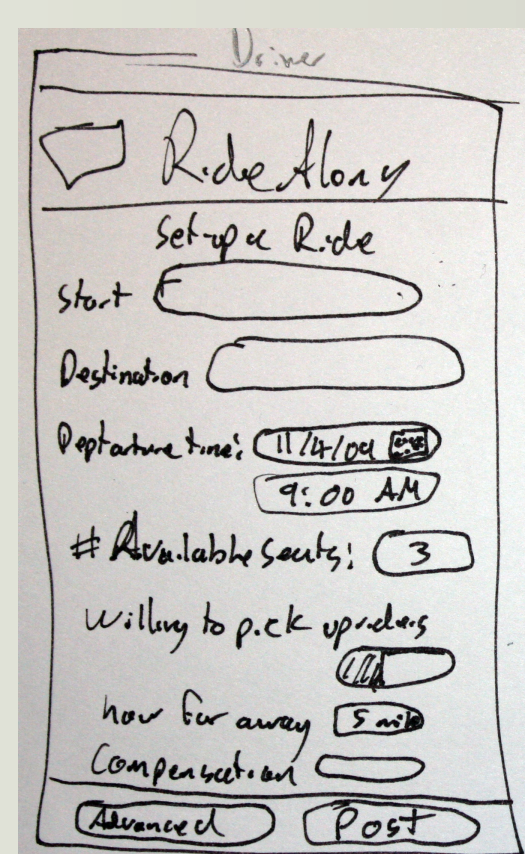 Driver
Ride Along
Set-up a Ride
Start
Destination
Deptarture time: 11/4/09
9:00 AM
# Available Seats: 3
Willing to pick up riders
how far away 5 mile
Compensation
Advanced Post